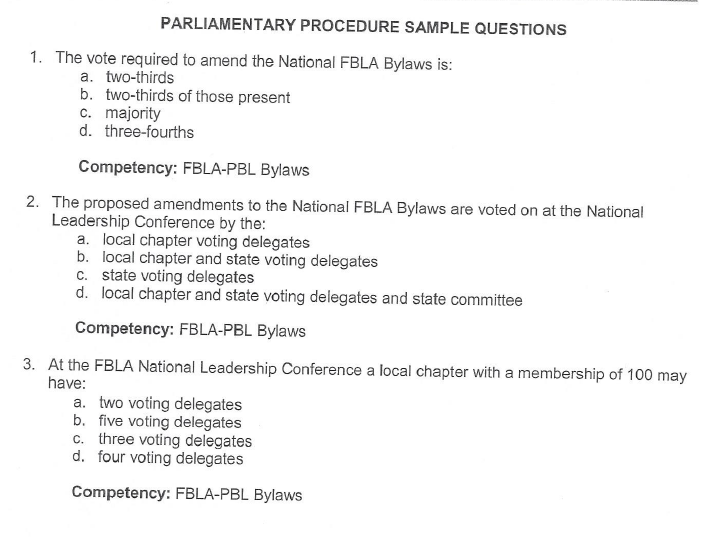 PARLIAMENTARY PROCEDURE SAMPLE QUESTIONS
1. The vote required to amend the National FBLA Bylaws is:
a. two-thirds
b. two-thirds of those present
c. majority
d. three-fourths
Competency: FBLA-PBL Bylaws
2. The proposed amendments to the National FBLA Bylaws are voted on at the National
Leadership Conference by the:
a. local chapter voting delegates
b. local chapter and state voting delegates
c. state voting delegates
d. local chapter and state voting delegates and state committee
Competency: FBLA-PBL Bylaws
3. At the FBLA National Leadership Conference a local chapter with a membership of 100 may
have:
a. two voting delegates
b. five voting delegates
c. three voting delegates
d. four voting delegates
Competency: FBLA-PBL Bylaws